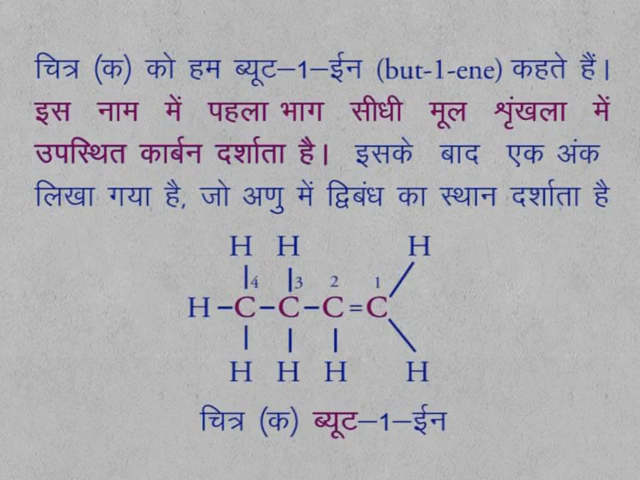 चित्र (क) को हम ब्यूट–1–ईन (but-1-ene) कहते हैं।
इस नाम में पहला भाग सीधी मूल शृंखला में
उपस्थित कार्बन दर्शाता है। इसके बाद एक अंक
लिखा गया है, जो अणु में द्विबंध का स्थान दर्शाता है
H H H
4 3 2 1
H–C–C–C=C
H H H H
चित्र (क) ब्यूट–1–ईन